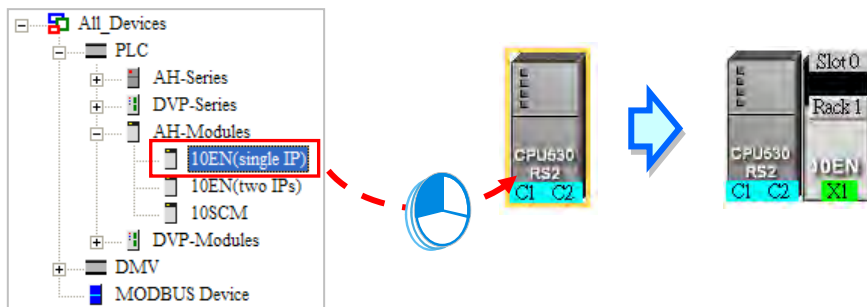 All_Devices
PLC
AH-Series
DVP-Series
AH-Modules
10EN(single IP)
10EN(two IPs)
10SCM
DVP-Modules
DMV
MODBUS Device
CPU530
RS2
C1 C2
CPU530
RS2
C1 C2
Slot 0
Rack 1
10EN
X1